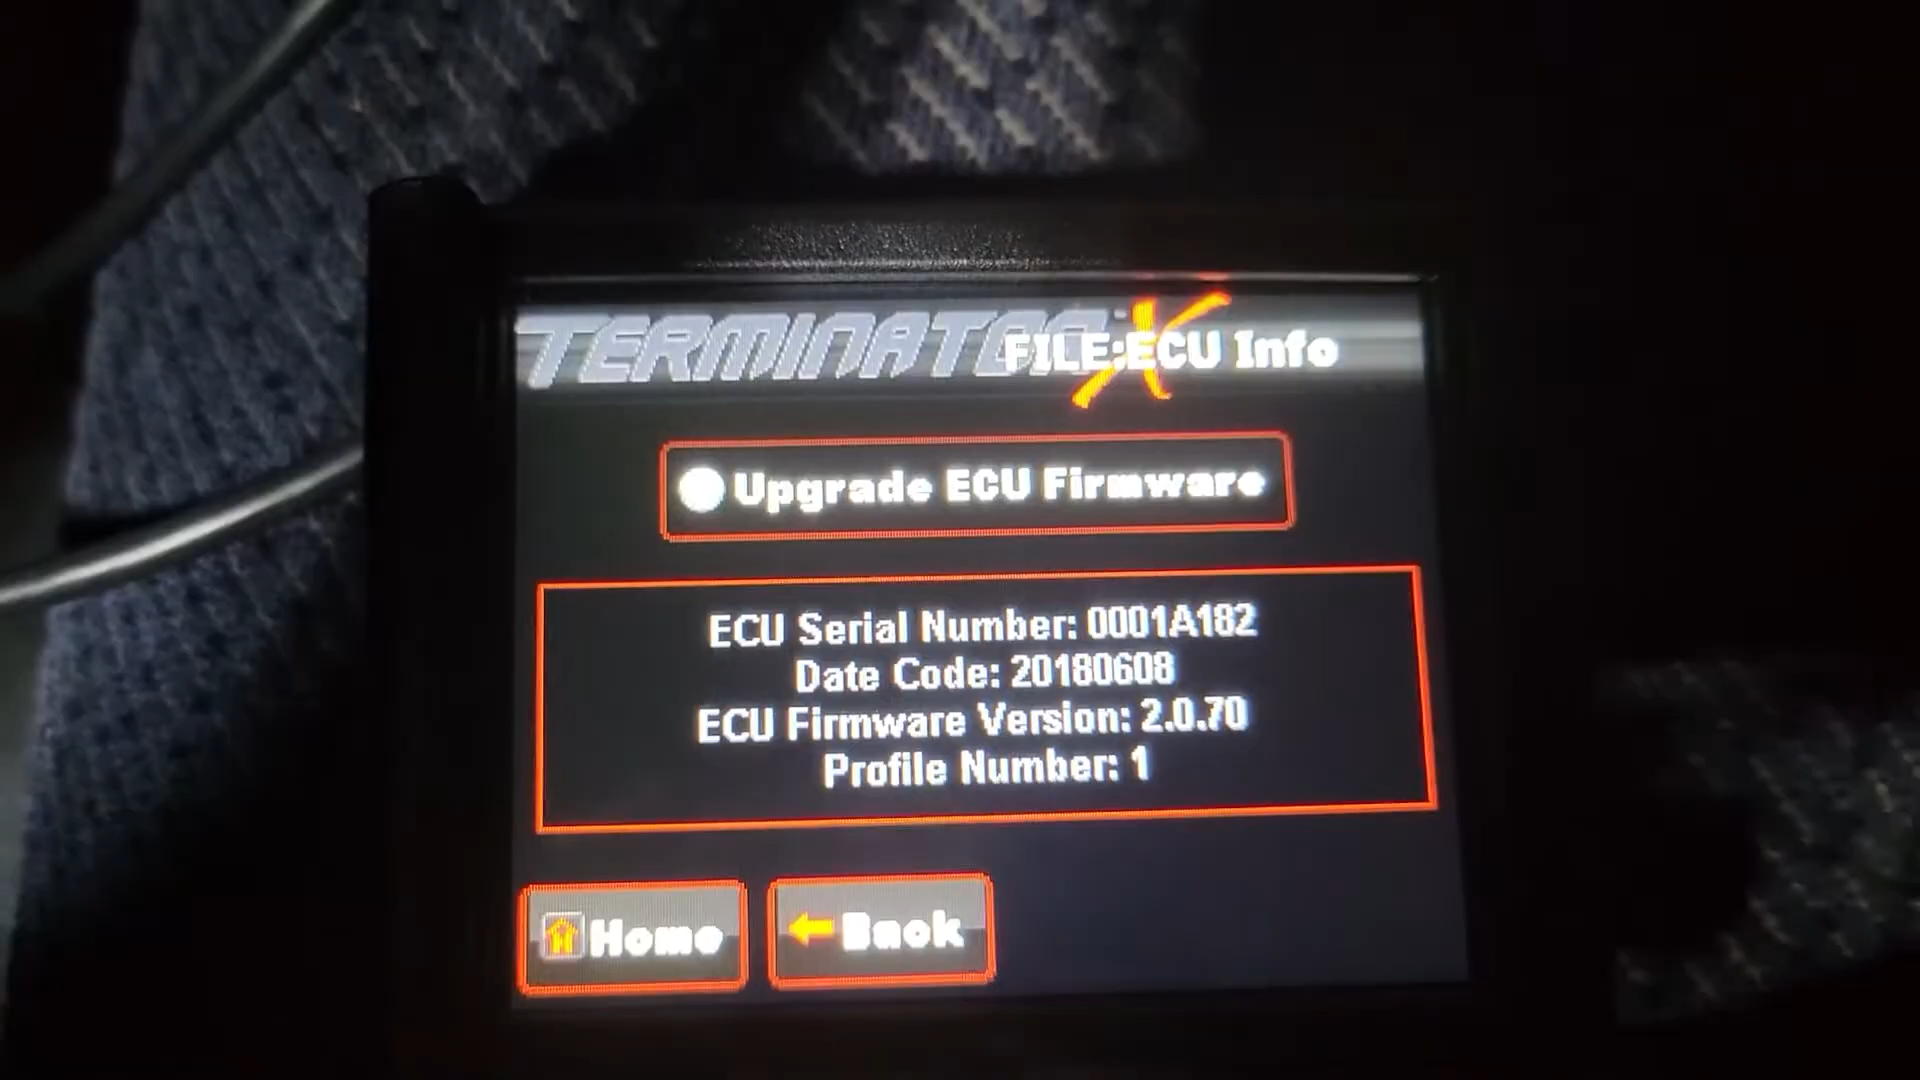 TERMINATOR X
FILE:ECU Info
Upgrade ECU Firmware
ECU Serial Number: 0001A182
Date Code: 20180608
ECU Firmware Version: 2.0.70
Profile Number: 1
Home
Back